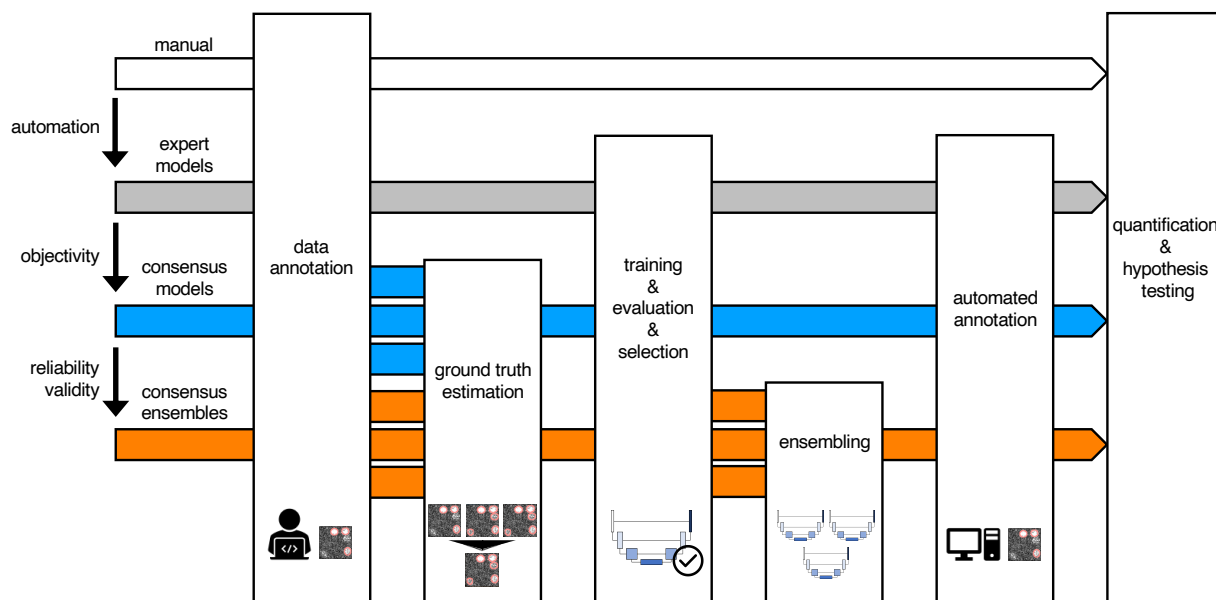 manual
automation
expert
models
objectivity
consensus
models
reliability
validity
consensus
ensembles
data
annotation
ground truth
estimation
training
&
evaluation
&
selection
ensembling
automated
annotation
quantification
&
hypothesis
testing